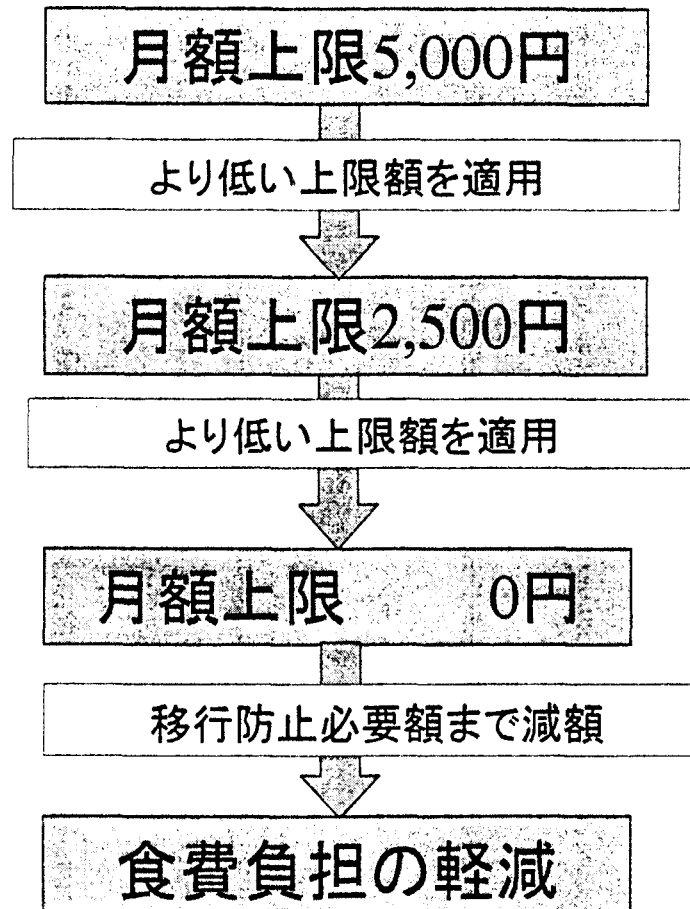 月額上限5,000円
より低い上限額を適用
月額上限2,500円
より低い上限額を適用
月額上限 0円
移行防止必要額まで減額
食費負担の軽減